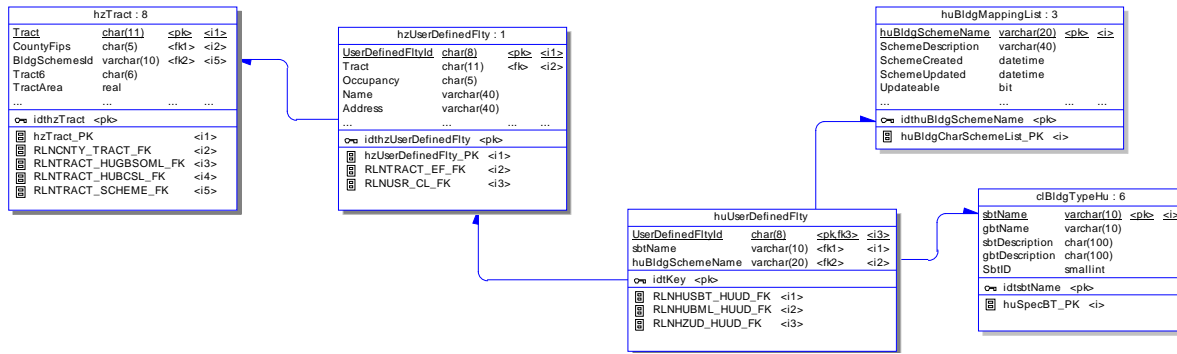 hzTract : 8
Tract char(11) <pk> <i1>
CountyFips char(5) <fk1> <i2>
BldgSchemesId varchar(10) <fk2> <i5>
Tract6 char(6)
TractArea real
... ... ... ...
idthzTract <pk>
hzTract_PK <i1>
RLNCNTY_TRACT_FK <i2>
RLNTRACT_HUGBSOML_FK <i3>
RLNTRACT_HUBCSL_FK <i4>
RLNTRACT_SCHEME_FK <i5>
hzUserDefinedFlty : 1
UserDefinedFltyId char(8) <pk> <i1>
Tract char(11) <fk> <i2>
Occupancy char(5)
Name varchar(40)
Address varchar(40)
... ... ... ...
idthzUserDefinedFlty <pk>
hzUserDefinedFlty_PK <i1>
RLNTRACT_EF_FK <i2>
RLNUSR_CL_FK <i3>
huBldgMappingList : 3
huBldgSchemeName varchar(20) <pk> <i>
SchemeDescription varchar(40)
SchemeCreated datetime
SchemeUpdated datetime
Updateable bit
... ... ... ...
idthuBldgSchemeName <pk>
huBldgCharSchemeList_PK <i>
huUserDefinedFlty
UserDefinedFltyId char(8) <pk,fk3> <i3>
sbtName varchar(10) <fk1> <i1>
huBldgSchemeName varchar(20) <fk2> <i2>
idtKey <pk>
RLNHUSBT_HUUD_FK <i1>
RLNHUBML_HUUD_FK <i2>
RLNHZUD_HUUD_FK <i3>
clBldgTypeHu : 6
sbtName varchar(10) <pk> <i>
gbtName varchar(10)
sbtDescription char(100)
gbtDescription char(100)
SbtID smallint
idtsbtName <pk>
huSpecBT_PK <i>